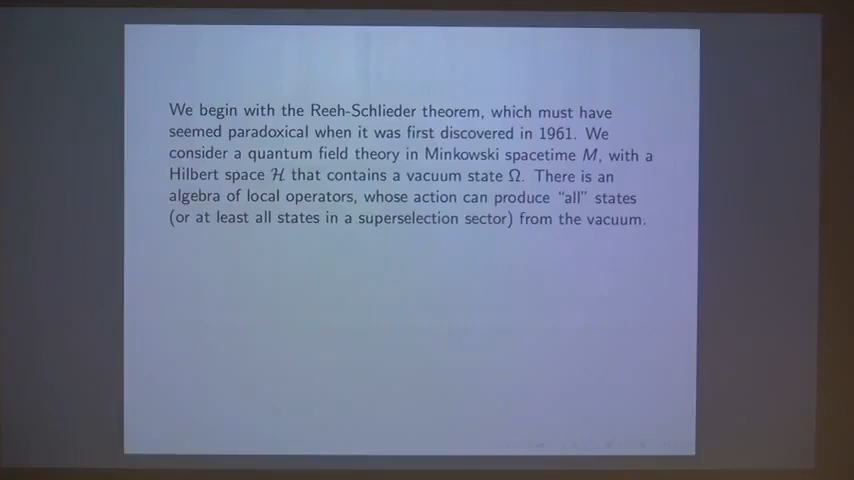 We begin with the Reeh-Schlieder theorem, which must have
seemed paradoxical when it was first discovered in 1961. We
consider a quantum field theory in Minkowski spacetime M, with a
Hilbert space ℋ that contains a vacuum state Ω. There is an
algebra of local operators, whose action can produce “all” states
(or at least all states in a superselection sector) from the vacuum.